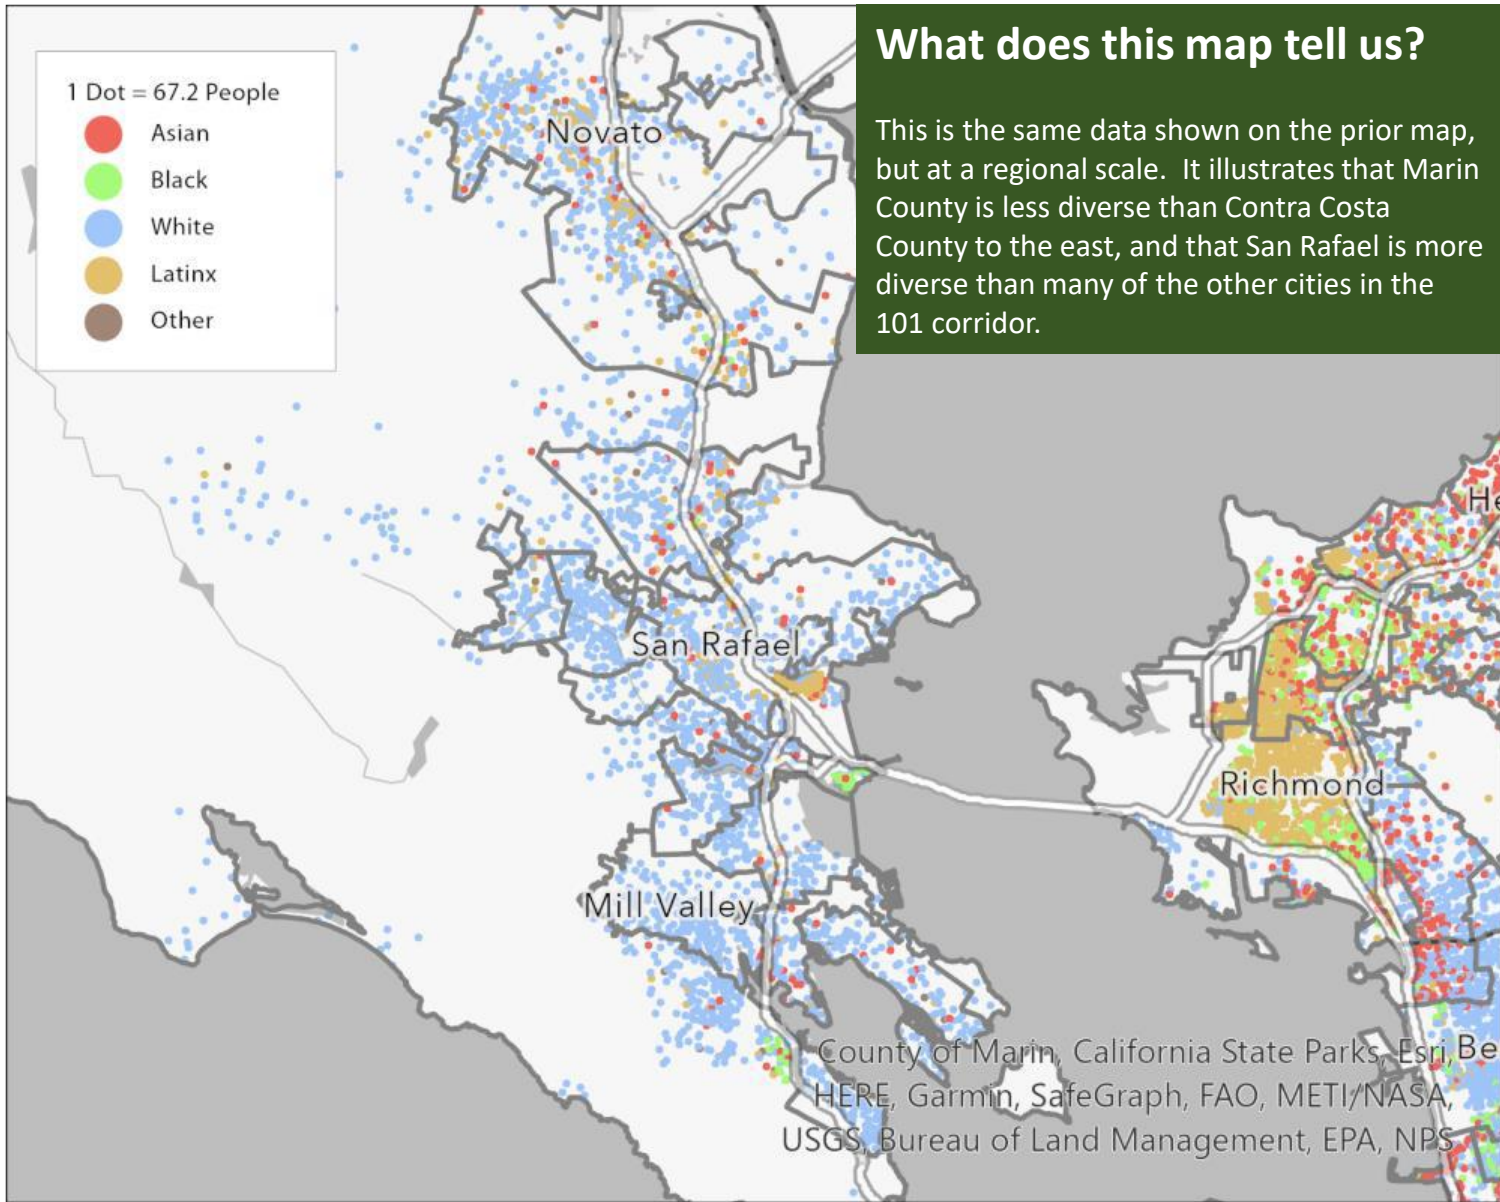 What does this map tell us?
This is the same data shown on the prior map,
but at a regional scale.  It illustrates that Marin
County is less diverse than Contra Costa
County to the east, and that San Rafael is more
diverse than many of the other cities in the
101 corridor.
1 Dot = 67.2 People
Asian
Black
White
Latinx
Other
Novato
He
San Rafael
Richmond
Mill Valley
Be
County of Marin, California State Parks, Esri,
HERE, Garmin, SafeGraph, FAO, METI/NASA,
USGS, Bureau of Land Management, EPA, NPS